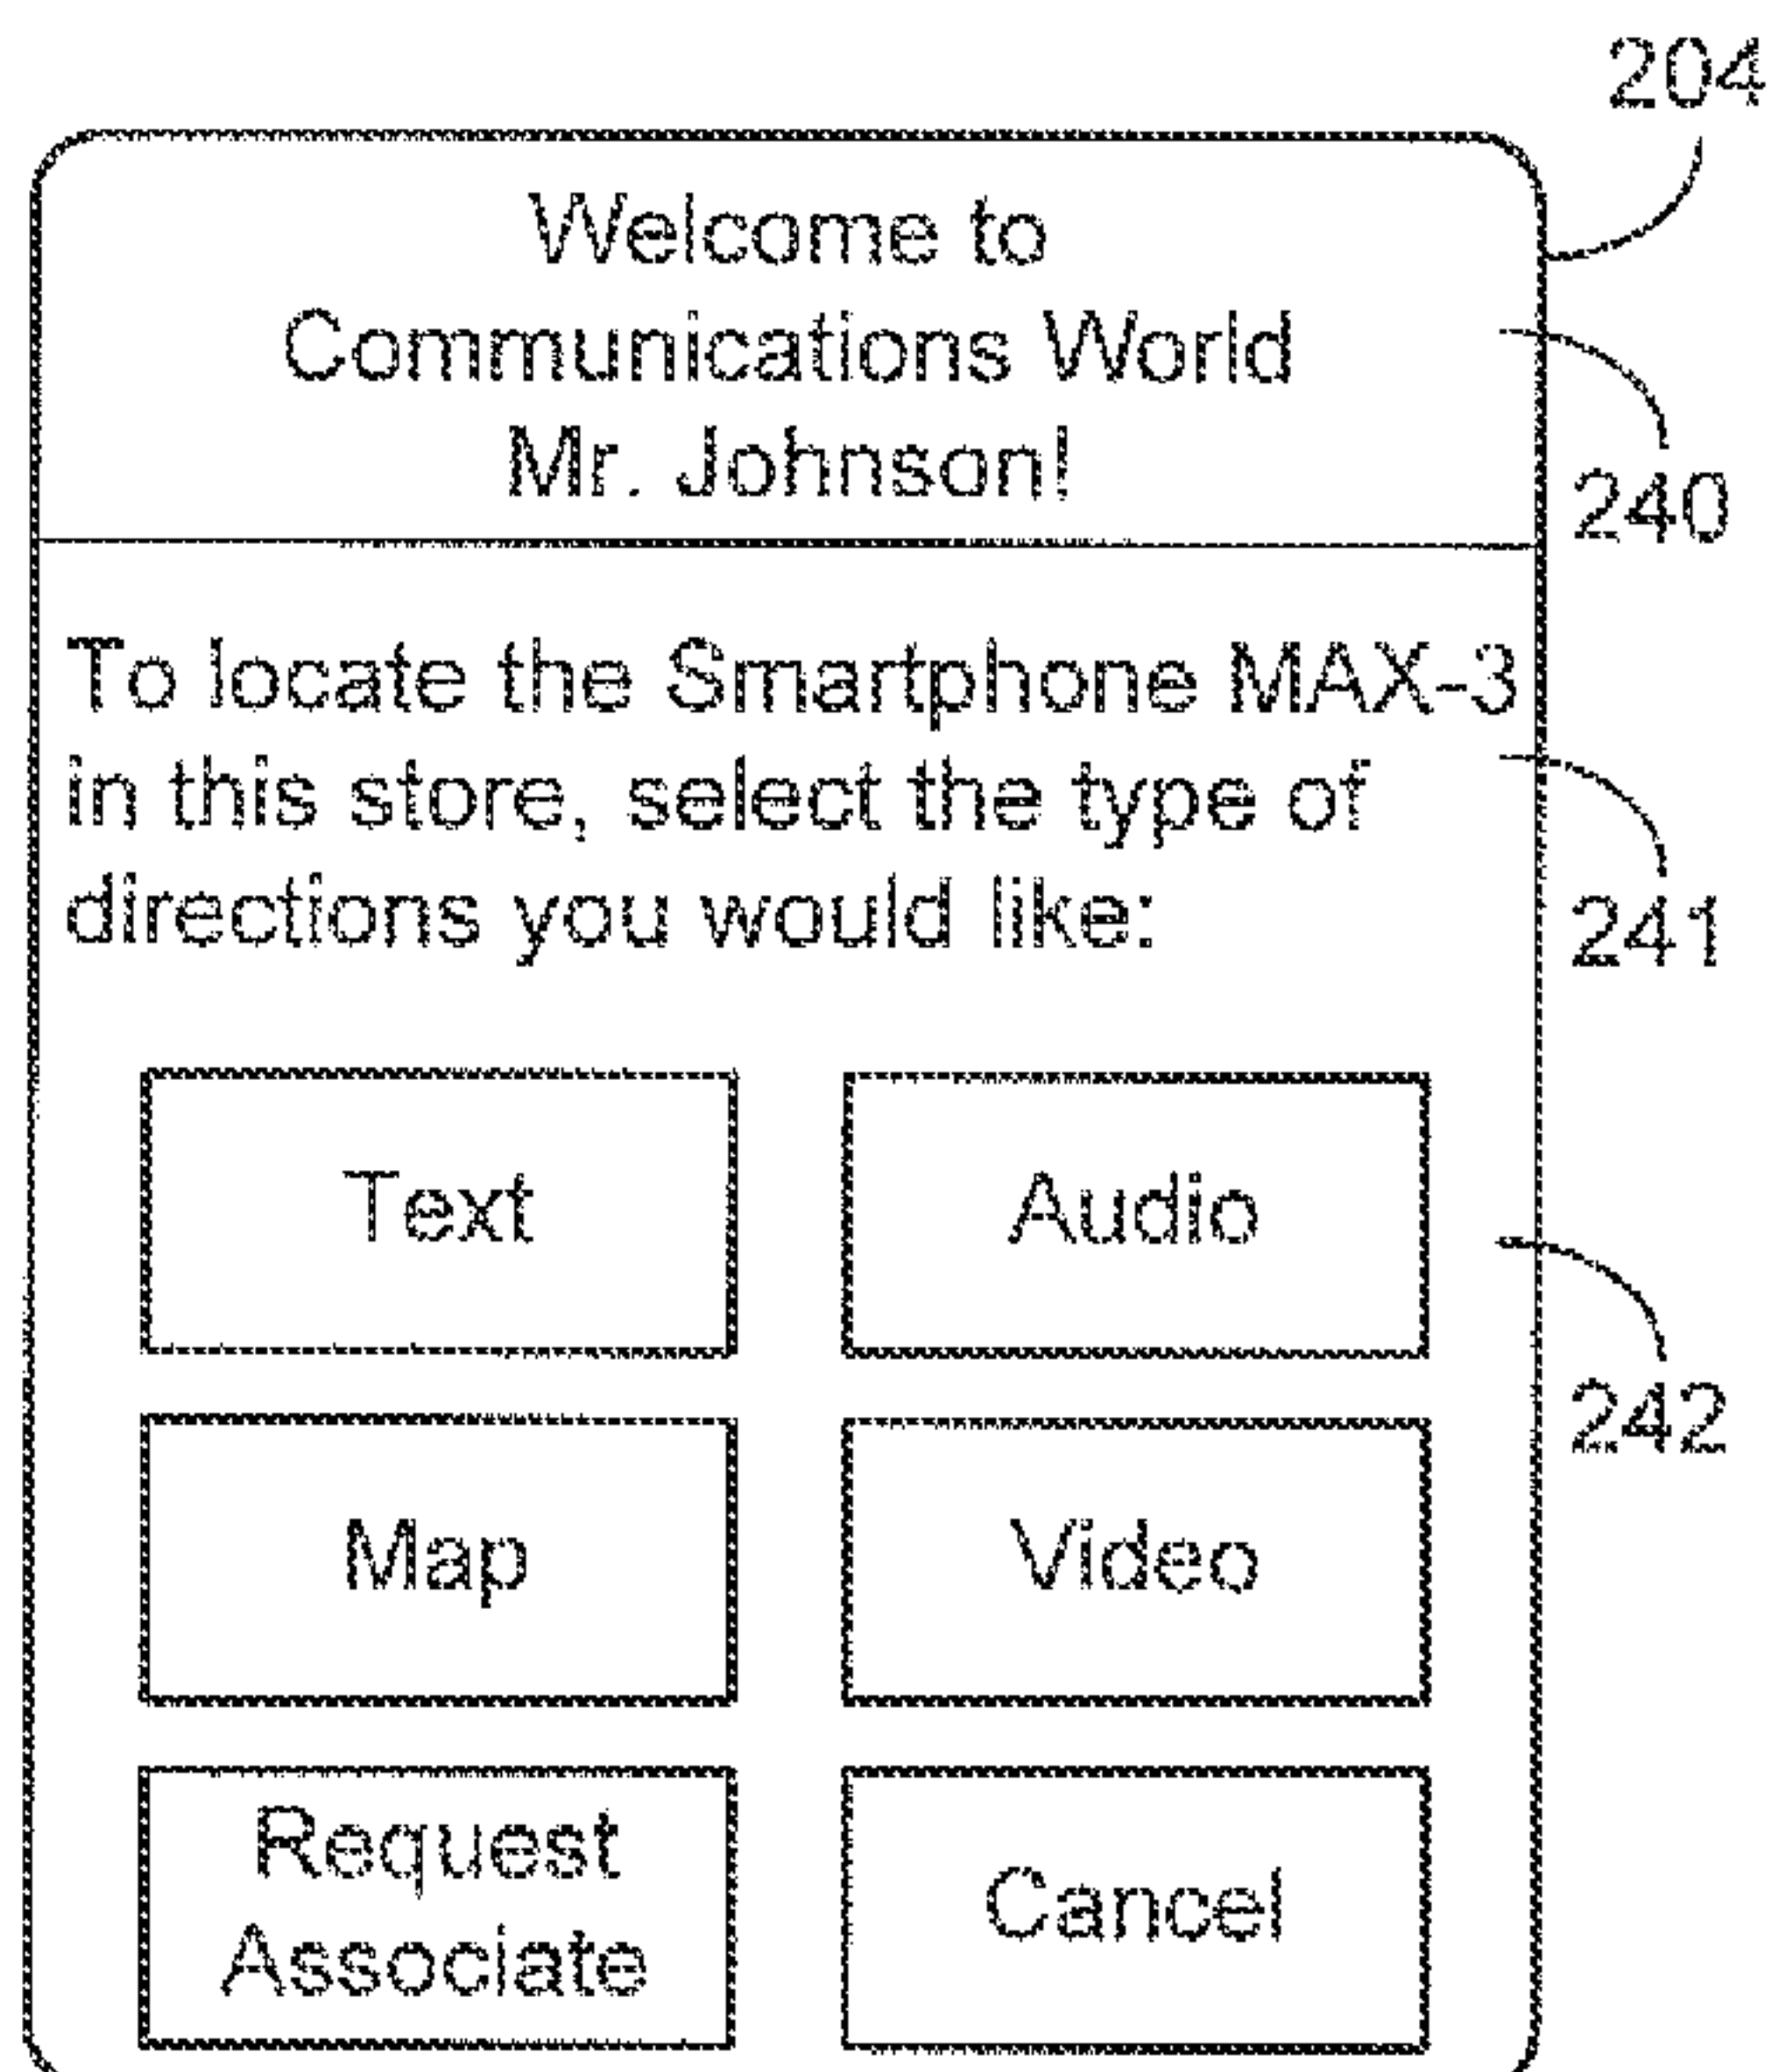 204
Welcome to
Communications World
Mr. Johnson!
240
To locate the Smartphone MAX-3
in this store, select the type of
directions you would like:
241
Text
Audio
242
Map
Video
Request
Associate
Cancel